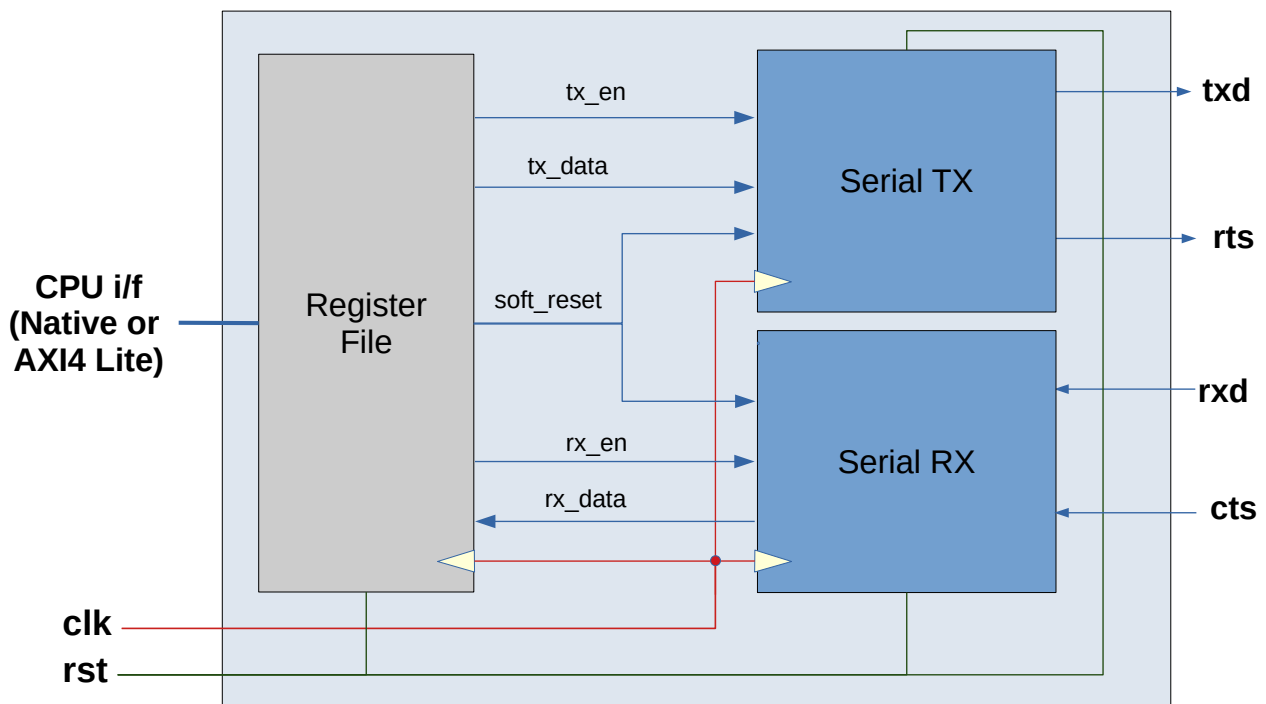 tx_en
txd
tx_data
Serial TX
rts
CPU i/f
(Native or
AXI4 Lite)
Register
File
soft_reset
rxd
rx_en
Serial RX
rx_data
cts
clk
rst